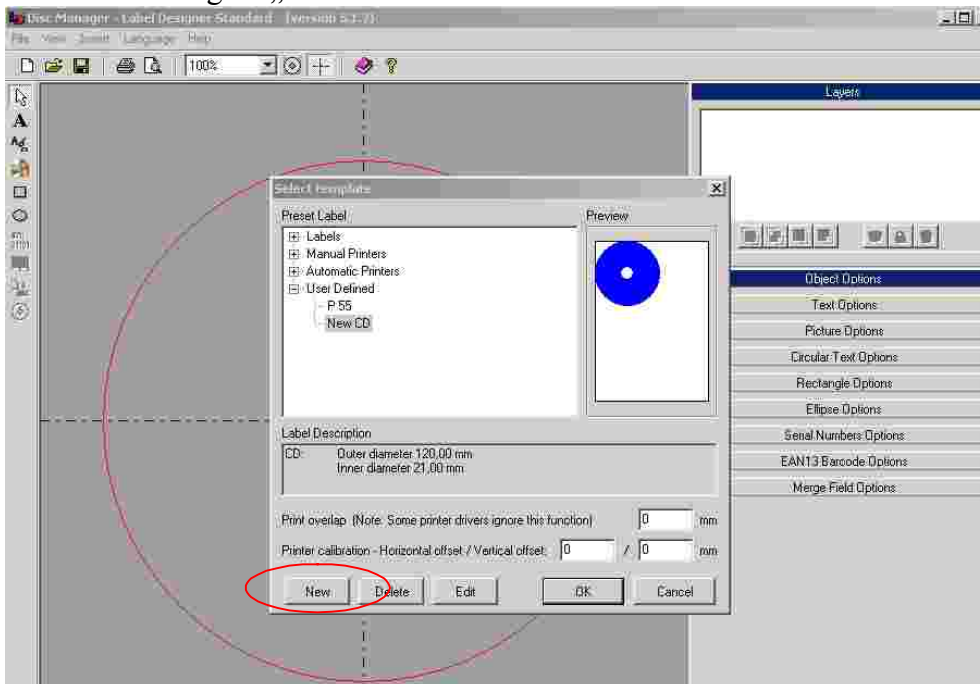 Disc Manager - Label Designer Standard (version 5.1.7)
File View Insert Language Help
100%
A
Layers
Select template
Preset Label
Preview
Labels
Manual Printers
Automatic Printers
User Defined
P 55
New CD
Label Description
CD: Outer diameter 120,00 mm
Inner diameter 21,00 mm
Print overlap (Note: Some printer drivers ignore this function) 0 mm
Printer calibration - Horizontal offset / Vertical offset: 0 / 0 mm
New Delete Edit OK Cancel
Object Options
Text Options
Picture Options
Circular Text Options
Rectangle Options
Ellipse Options
Serial Numbers Options
EAN13 Barcode Options
Merge Field Options